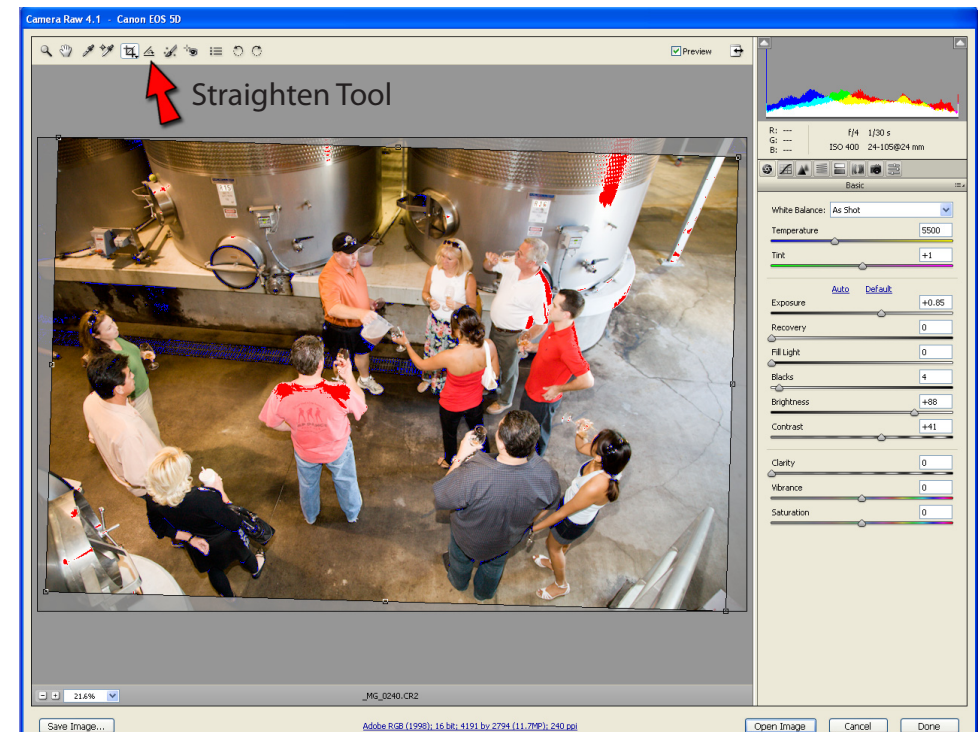 Camera Raw 4.1 - Canon EOS 5D
Preview
Straighten Tool
R: ---
G: ---
B: ---
f/4 1/30 s
ISO 400 24-105@24 mm
Basic
White Balance: As Shot
Temperature 5500
Tint +1
Auto Default
Exposure +0.85
Recovery 0
Fill Light 0
Blacks 4
Brightness +88
Contrast +41
Clarity 0
Vibrance 0
Saturation 0
21.6%
_MG_0240.CR2
Save Image...
Adobe RGB (1998); 16 bit; 4191 by 2794 (11.7MP); 240 ppi
Open Image Cancel Done